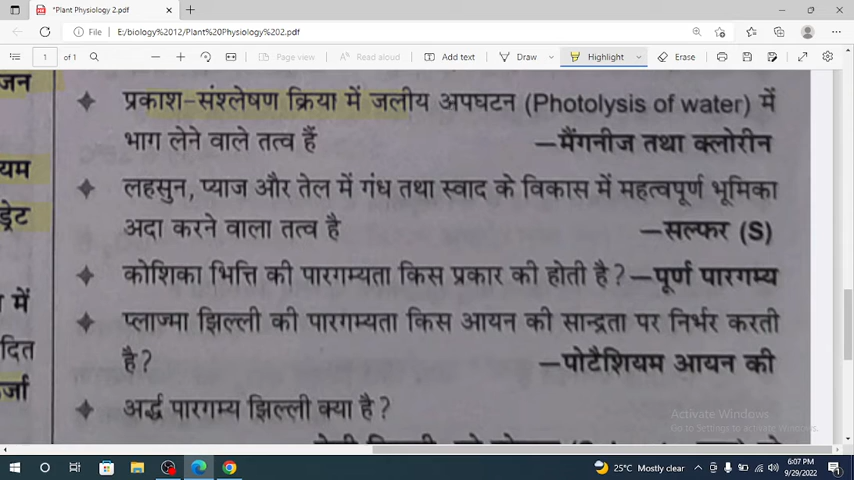 *Plant Physiology 2.pdf
File E:/biology%2012/Plant%20Physiology%202.pdf
1 of 2 Page view Read aloud Add text Draw Highlight Erase
जन
यम
ड्रेट
में
दित
र्जा
प्रकाश-संश्लेषण क्रिया में जलीय अपघटन (Photolysis of water) में
भाग लेने वाले तत्व हैं —मैंगनीज तथा क्लोरीन
लहसुन, प्याज और तेल में गंध तथा स्वाद के विकास में महत्वपूर्ण भूमिका
अदा करने वाला तत्व है —सल्फर (S)
कोशिका भित्ति की पारगम्यता किस प्रकार की होती है ? —पूर्ण पारगम्य
प्लाज्मा झिल्ली की पारगम्यता किस आयन की सान्द्रता पर निर्भर करती
है? —पोटैशियम आयन की
अर्द्ध पारगम्य झिल्ली क्या है ?
Activate Windows
Go to Settings to activate Windows.
25°C Mostly clear
6:07 PM
9/29/2022